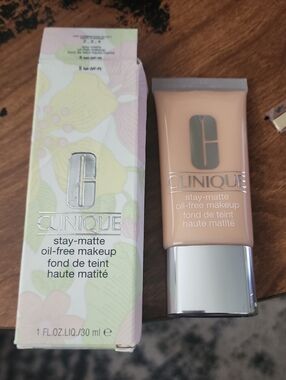 CLINIQUE
stay-matte
oil-free makeup
fond de teint
haute matité
1 FL.OZ.LIQ./30 ml e
CLINIQUE
stay-matte
oil-free makeup
fond de teint
haute matité